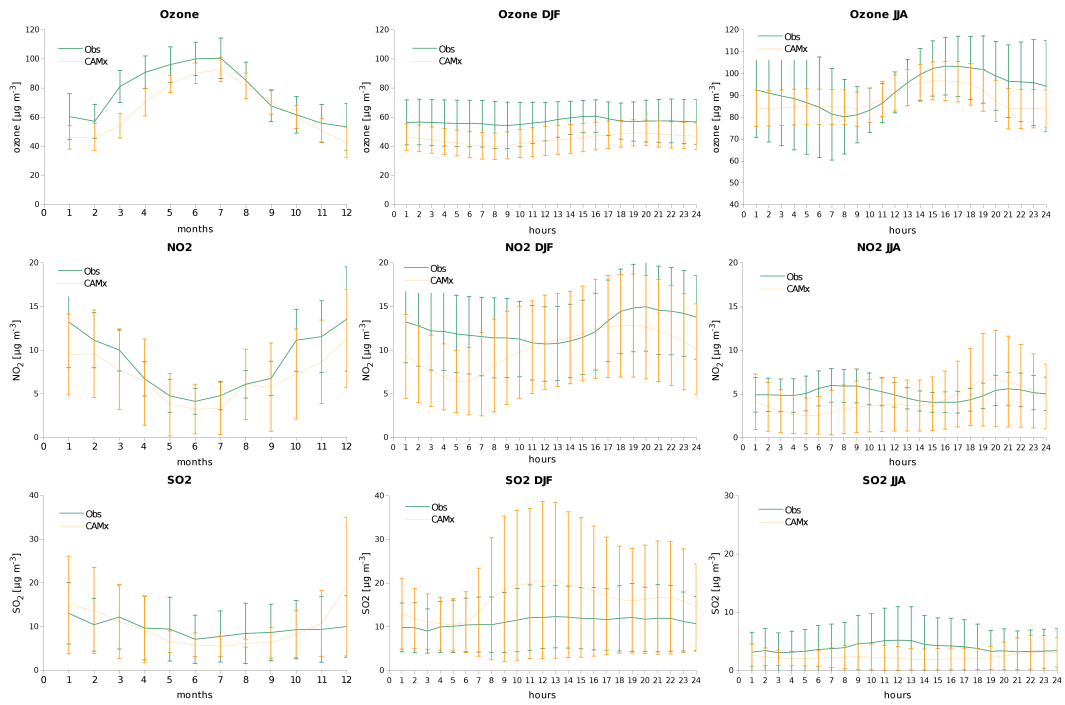 Ozone
Ozone DJF
Ozone JJA
120
100
80
60
40
20
0
ozone [µg m-3]
Obs
CAMx
0 1 2 3 4 5 6 7 8 9 10 11 12
months
120
100
80
60
40
20
0
ozone [µg m-3]
Obs
CAMx
0 1 2 3 4 5 6 7 8 9 10 11 12 13 14 15 16 17 18 19 20 21 22 23 24
hours
120
110
100
90
80
70
60
50
40
ozone [µg m-3]
Obs
CAMx
0 1 2 3 4 5 6 7 8 9 10 11 12 13 14 15 16 17 18 19 20 21 22 23 24
hours
NO2
NO2 DJF
NO2 JJA
20
15
10
5
0
NO2 [µg m-3]
Obs
CAMx
0 1 2 3 4 5 6 7 8 9 10 11 12
months
20
15
10
5
0
NO2 [µg m-3]
Obs
CAMx
0 1 2 3 4 5 6 7 8 9 10 11 12 13 14 15 16 17 18 19 20 21 22 23 24
hours
20
15
10
5
0
NO2 [µg m-3]
Obs
CAMx
0 1 2 3 4 5 6 7 8 9 10 11 12 13 14 15 16 17 18 19 20 21 22 23 24
hours
SO2
SO2 DJF
SO2 JJA
40
30
20
10
0
SO2 [µg m-3]
Obs
CAMx
0 1 2 3 4 5 6 7 8 9 10 11 12
months
40
30
20
10
0
SO2 [µg m-3]
Obs
CAMx
0 1 2 3 4 5 6 7 8 9 10 11 12 13 14 15 16 17 18 19 20 21 22 23 24
hours
30
20
10
0
SO2 [µg m-3]
Obs
CAMx
0 1 2 3 4 5 6 7 8 9 10 11 12 13 14 15 16 17 18 19 20 21 22 23 24
hours